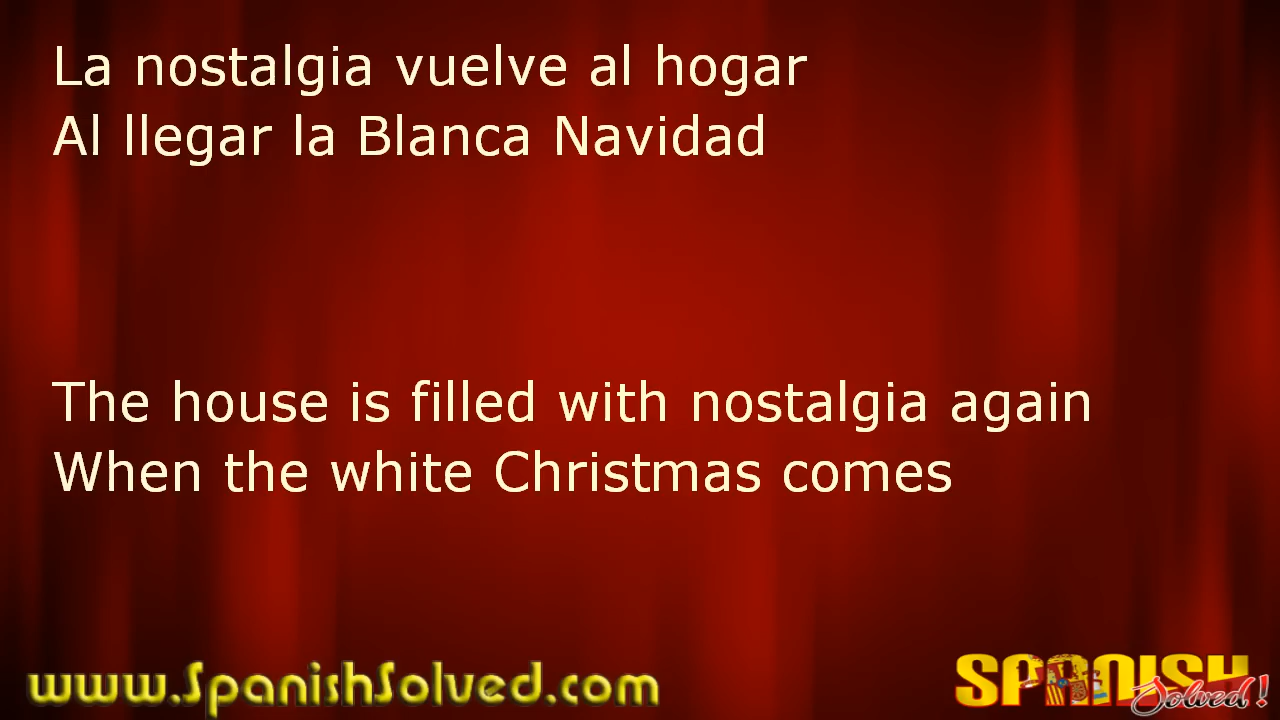 La nostalgia vuelve al hogar
Al llegar la Blanca Navidad
The house is filled with nostalgia again
When the white Christmas comes
www.SpanishSolved.com
SPANISH
Solved!